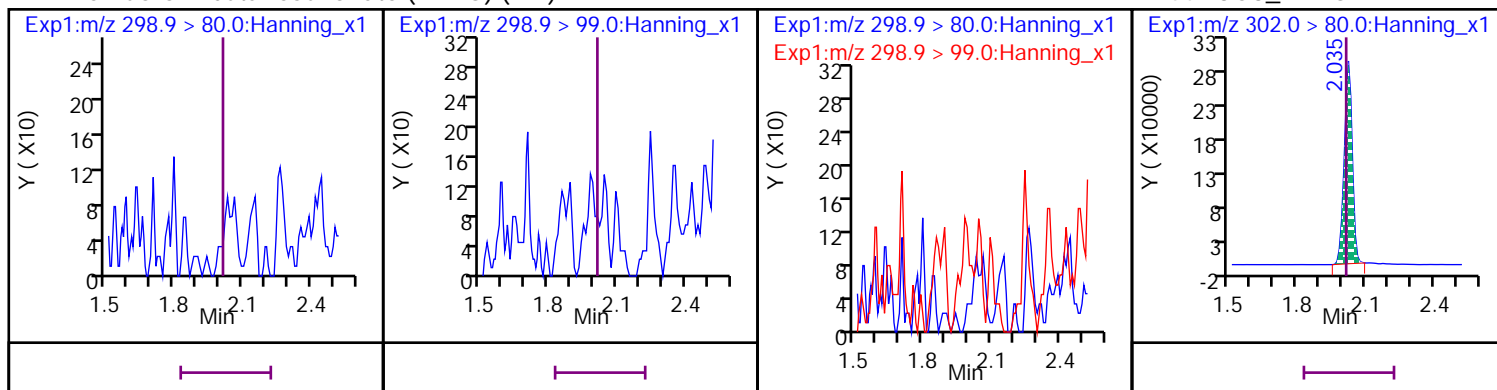 Exp1:m/z 298.9 > 80.0:Hanning_x1
24
20
16
12
8
4
0
Y ( X10)
1.5 1.8 2.1 2.4
Min
Exp1:m/z 298.9 > 99.0:Hanning_x1
32
28
24
20
16
12
8
4
0
Y ( X10)
1.5 1.8 2.1 2.4
Min
Exp1:m/z 298.9 > 80.0:Hanning_x1
Exp1:m/z 298.9 > 99.0:Hanning_x1
32
28
24
20
16
12
8
4
0
Y ( X10)
1.5 1.8 2.1 2.4
Min
Exp1:m/z 302.0 > 80.0:Hanning_x1
2.035
33
28
23
18
13
8
3
-2
Y ( X10000)
1.5 1.8 2.1 2.4
Min